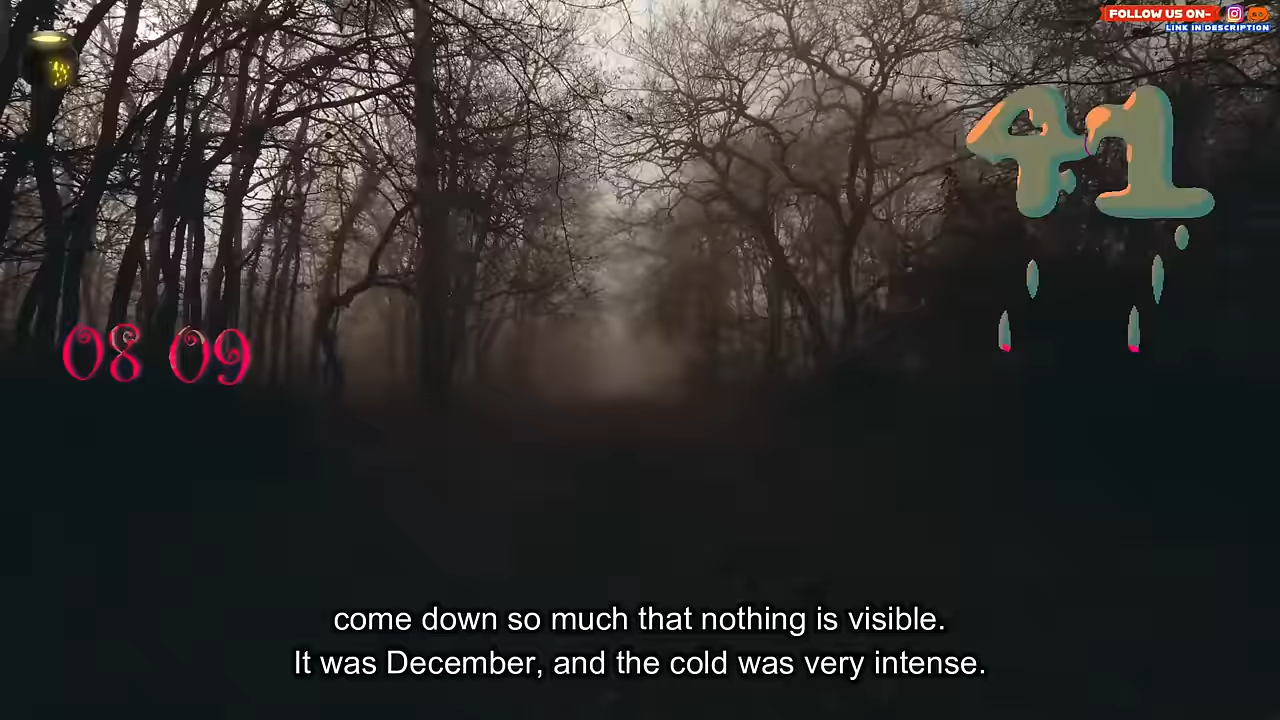 FOLLOW US ON-
LINK IN DESCRIPTION
41
08 09
come down so much that nothing is visible.
It was December, and the cold was very intense.